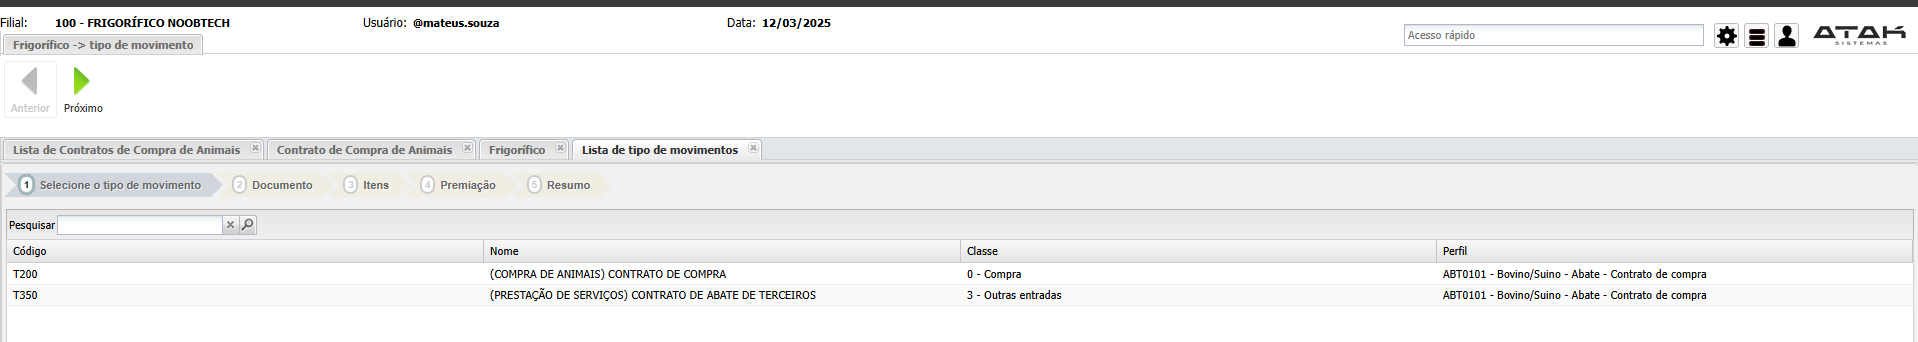 Filial: 100 - FRIGORÍFICO NOOBTECH Usuário: @mateus.souza Data: 12/03/2025
Frigorífico -> tipo de movimento
Acesso rápido
ATAK
SISTEMAS
Anterior Próximo
Lista de Contratos de Compra de Animais Contrato de Compra de Animais Frigorífico Lista de tipo de movimentos
1 Selecione o tipo de movimento 2 Documento 3 Itens 4 Premiação 5 Resumo
Pesquisar
Código Nome Classe Perfil
T200 (COMPRA DE ANIMAIS) CONTRATO DE COMPRA 0 - Compra ABT0101 - Bovino/Suino - Abate - Contrato de compra
T350 (PRESTAÇÃO DE SERVIÇOS) CONTRATO DE ABATE DE TERCEIROS 3 - Outras entradas ABT0101 - Bovino/Suino - Abate - Contrato de compra